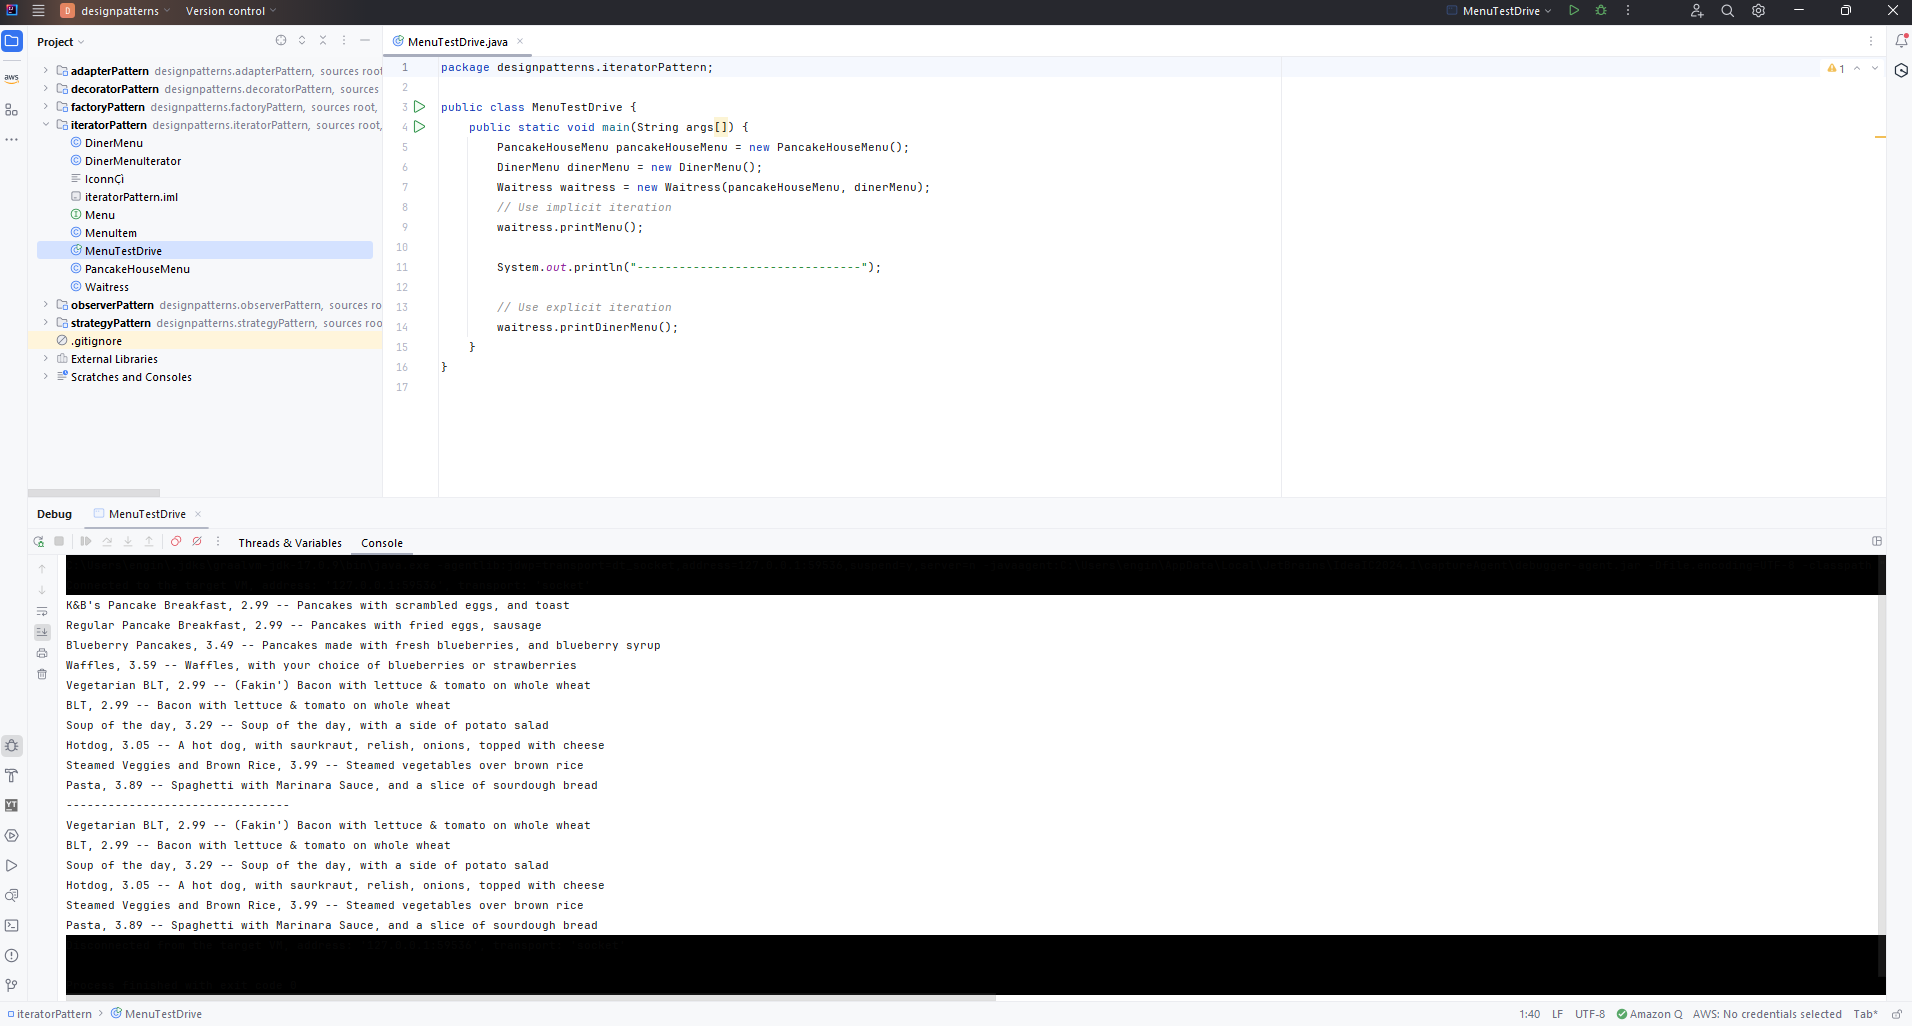 D designpatterns Version control MenuTestDrive
Project
MenuTestDrive.java
aws
adapterPattern designpatterns.adapterPattern, sources root
decoratorPattern designpatterns.decoratorPattern, sources
factoryPattern designpatterns.factoryPattern, sources root,
iteratorPattern designpatterns.iteratorPattern, sources root,
DinerMenu
DinerMenuIterator
IconnÇi
iteratorPattern.iml
Menu
MenuItem
MenuTestDrive
PancakeHouseMenu
Waitress
observerPattern designpatterns.observerPattern, sources ro
strategyPattern designpatterns.strategyPattern, sources roo
.gitignore
External Libraries
Scratches and Consoles
1 package designpatterns.iteratorPattern;
2
3 public class MenuTestDrive {
4 public static void main(String args[]) {
5 PancakeHouseMenu pancakeHouseMenu = new PancakeHouseMenu();
6 DinerMenu dinerMenu = new DinerMenu();
7 Waitress waitress = new Waitress(pancakeHouseMenu, dinerMenu);
8 // Use implicit iteration
9 waitress.printMenu();
10
11 System.out.println("--------------------------------");
12
13 // Use explicit iteration
14 waitress.printDinerMenu();
15 }
16 }
17
1
Debug MenuTestDrive
Threads & Variables Console
K&B's Pancake Breakfast, 2.99 -- Pancakes with scrambled eggs, and toast
Regular Pancake Breakfast, 2.99 -- Pancakes with fried eggs, sausage
Blueberry Pancakes, 3.49 -- Pancakes made with fresh blueberries, and blueberry syrup
Waffles, 3.59 -- Waffles, with your choice of blueberries or strawberries
Vegetarian BLT, 2.99 -- (Fakin') Bacon with lettuce & tomato on whole wheat
BLT, 2.99 -- Bacon with lettuce & tomato on whole wheat
Soup of the day, 3.29 -- Soup of the day, with a side of potato salad
Hotdog, 3.05 -- A hot dog, with saurkraut, relish, onions, topped with cheese
Steamed Veggies and Brown Rice, 3.99 -- Steamed vegetables over brown rice
Pasta, 3.89 -- Spaghetti with Marinara Sauce, and a slice of sourdough bread
--------------------------------
Vegetarian BLT, 2.99 -- (Fakin') Bacon with lettuce & tomato on whole wheat
BLT, 2.99 -- Bacon with lettuce & tomato on whole wheat
Soup of the day, 3.29 -- Soup of the day, with a side of potato salad
Hotdog, 3.05 -- A hot dog, with saurkraut, relish, onions, topped with cheese
Steamed Veggies and Brown Rice, 3.99 -- Steamed vegetables over brown rice
Pasta, 3.89 -- Spaghetti with Marinara Sauce, and a slice of sourdough bread
YT
iteratorPattern MenuTestDrive
1:40 LF UTF-8 Amazon Q AWS: No credentials selected Tab*